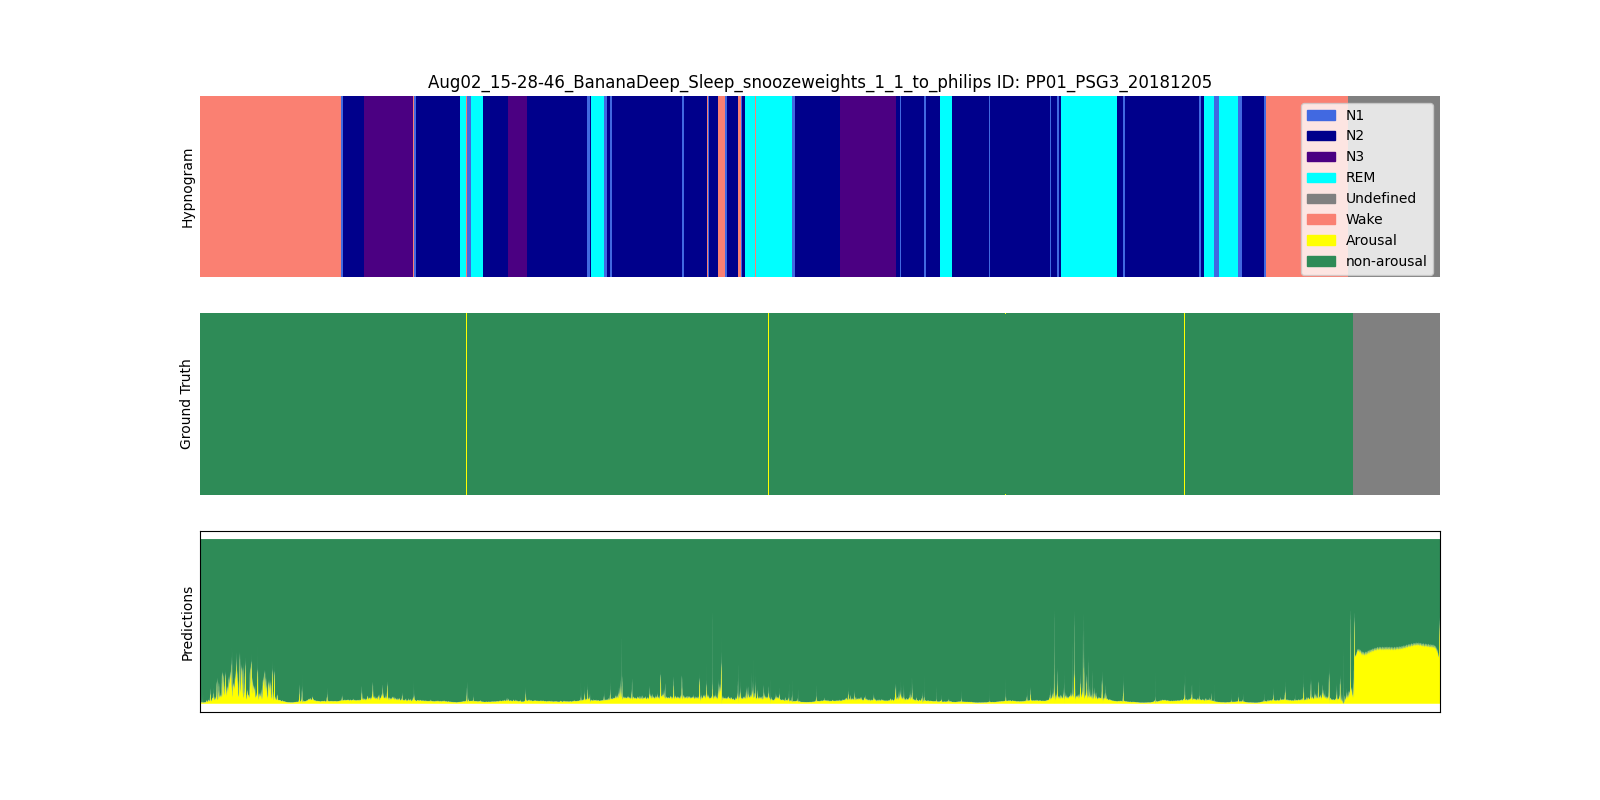 Aug02_15-28-46_BananaDeep_Sleep_snoozeweights_1_1_to_philips ID: PP01_PSG3_20181205
Hypnogram
N1
N2
N3
REM
Undefined
Wake
Arousal
non-arousal
Ground Truth
Predictions